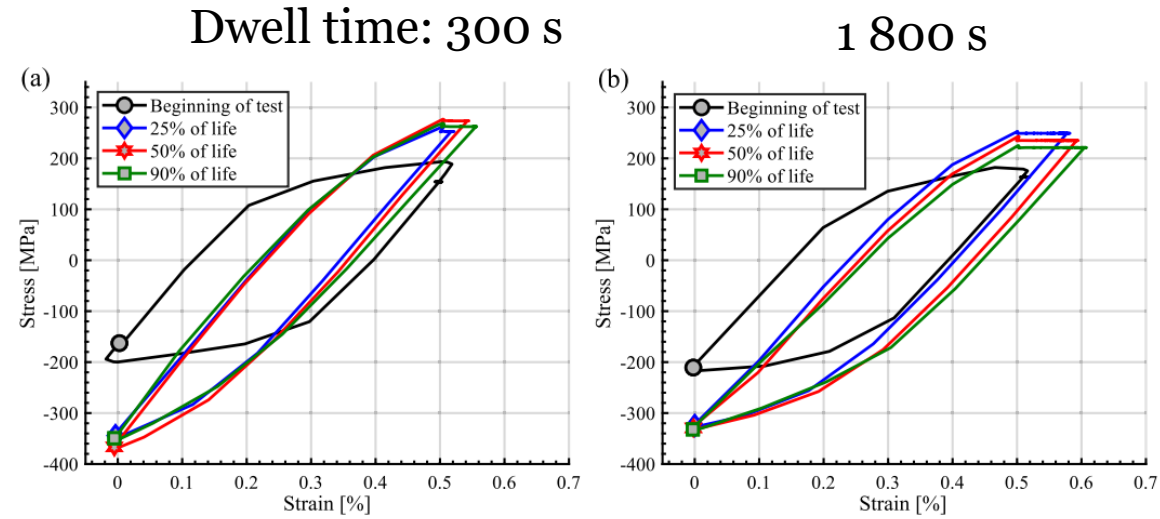 Dwell time: 300 s
1 800 s
(a)
Beginning of test
25% of life
50% of life
90% of life
300
200
100
0
-100
-200
-300
-400
Stress [MPa]
0 0.1 0.2 0.3 0.4 0.5 0.6 0.7
Strain [%]
(b)
Beginning of test
25% of life
50% of life
90% of life
300
200
100
0
-100
-200
-300
-400
Stress [MPa]
0 0.1 0.2 0.3 0.4 0.5 0.6 0.7
Strain [%]